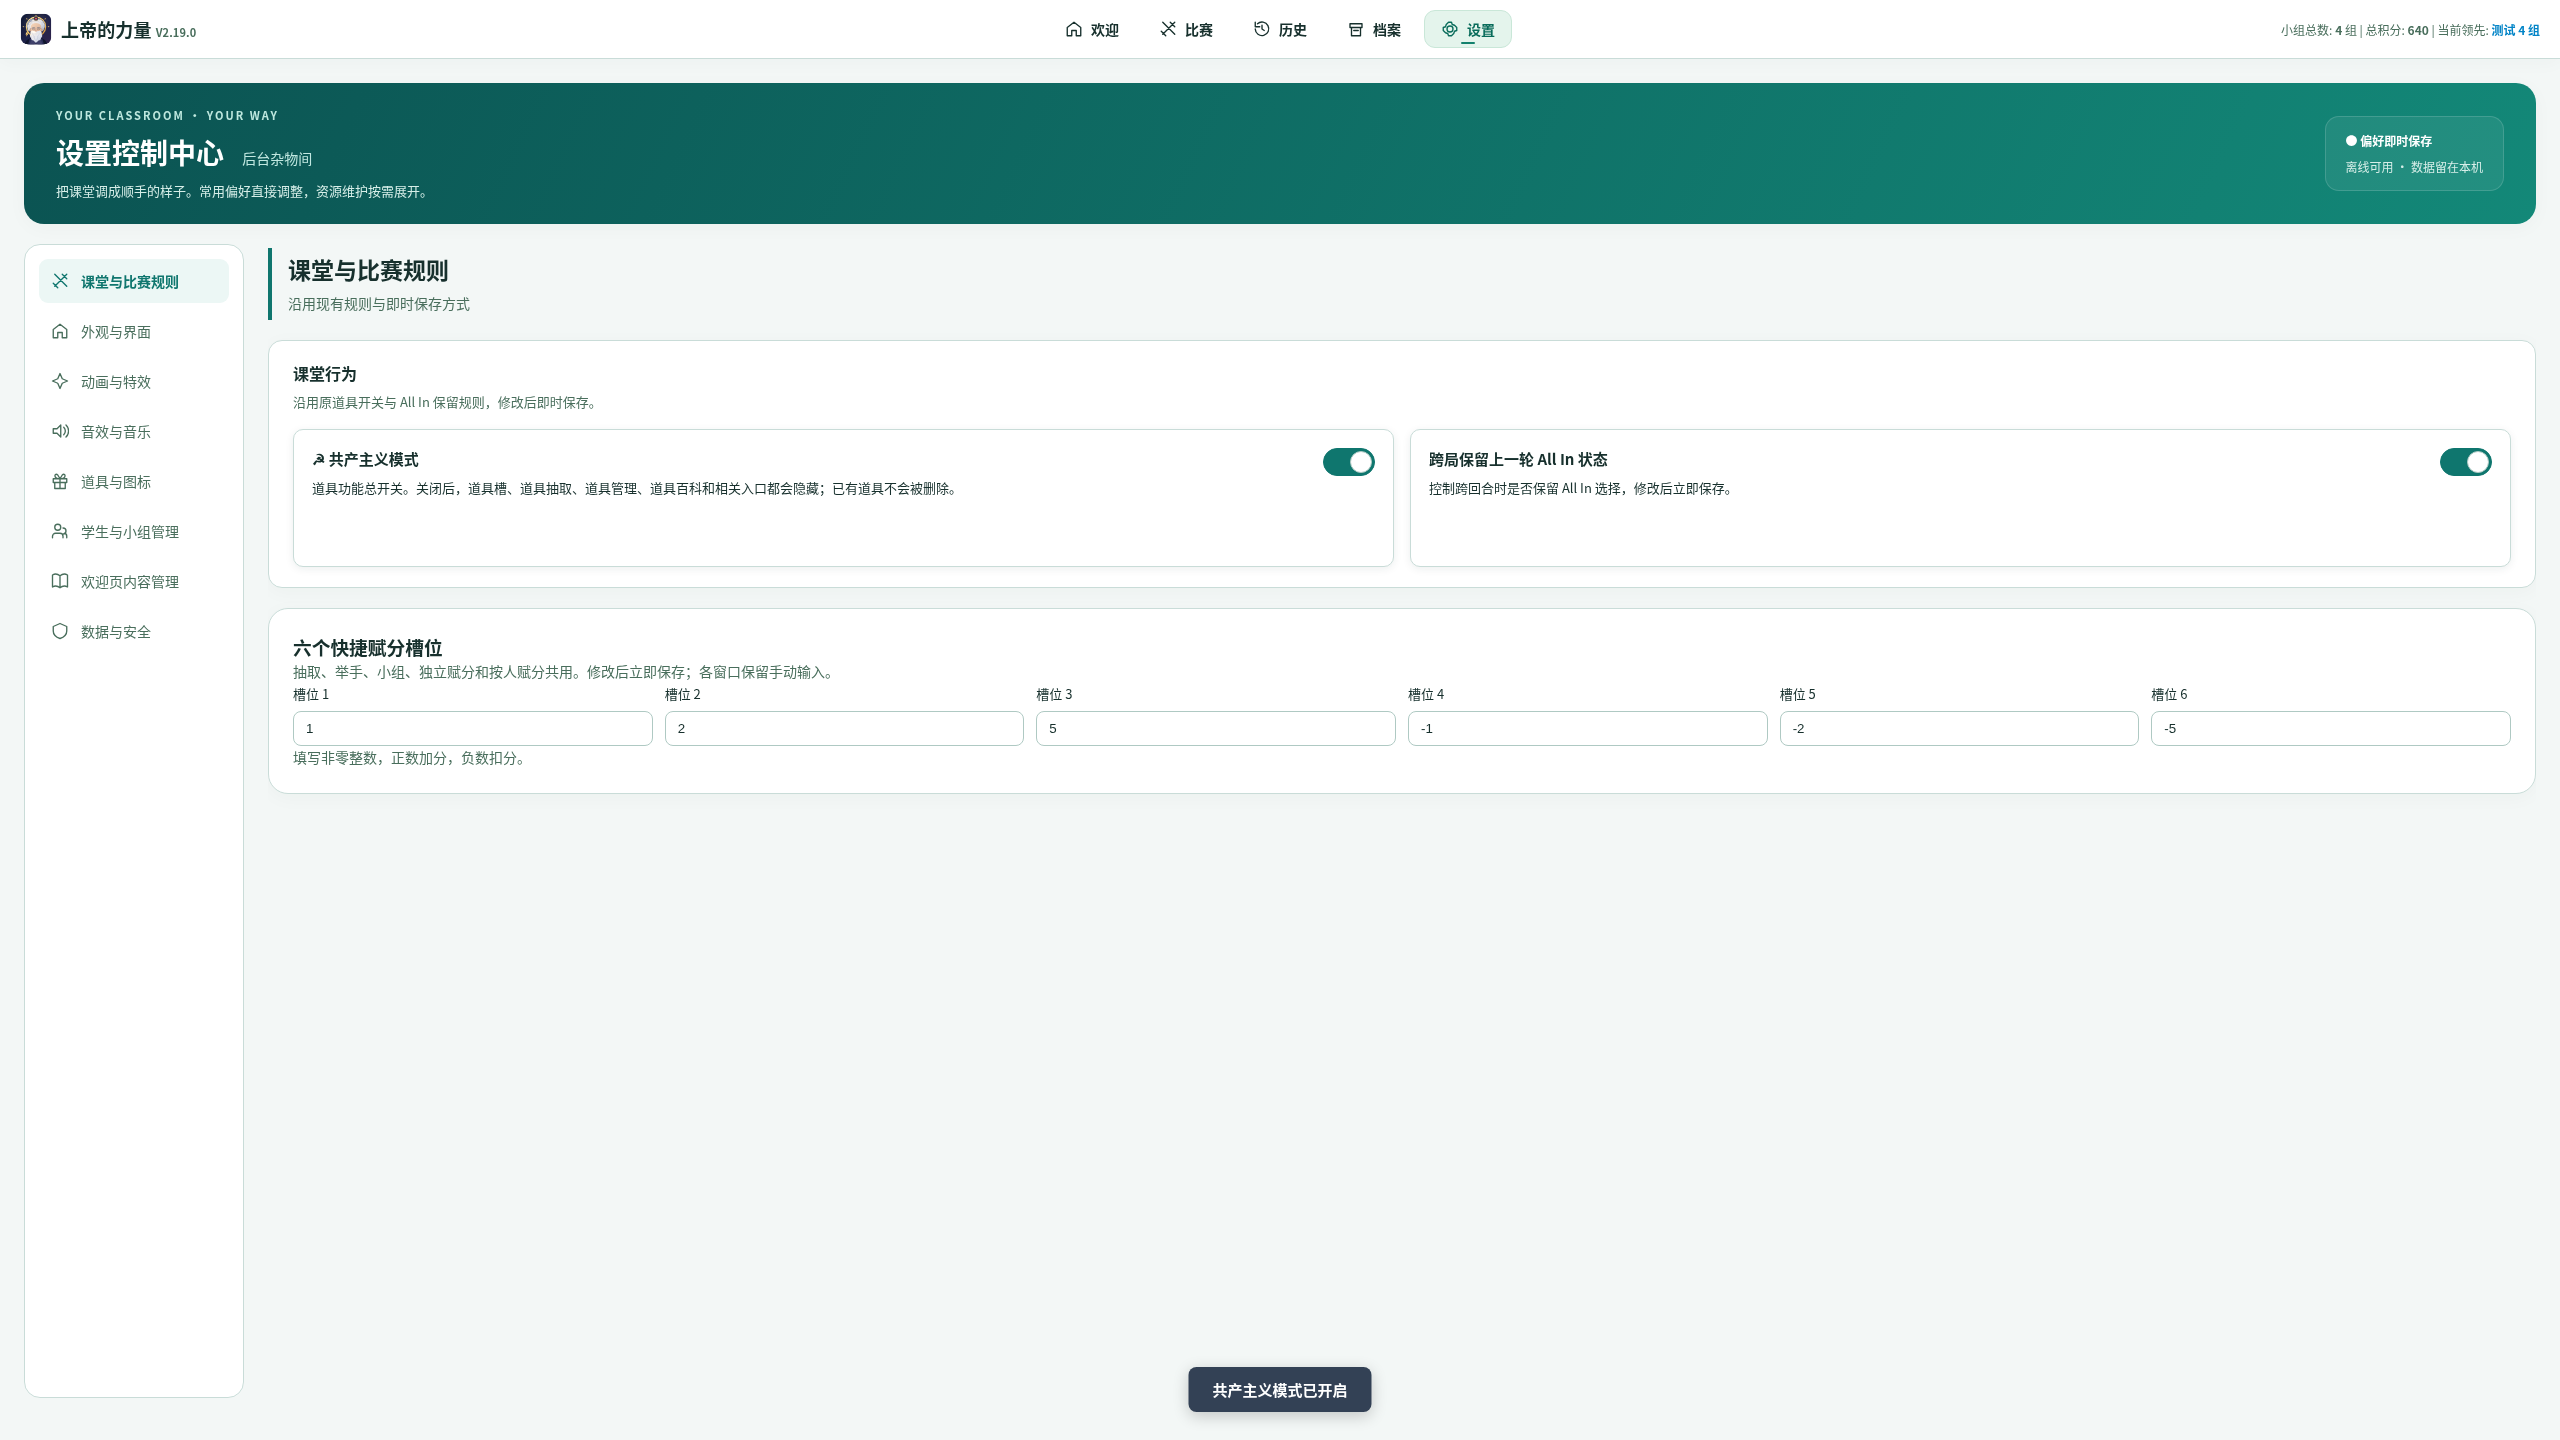 上帝的力量 V2.19.0
欢迎
比赛
历史
档案
设置
小组总数: 4 组 | 总积分: 640 | 当前领先: 测试 4 组
YOUR CLASSROOM · YOUR WAY
设置控制中心 后台杂物间
把课堂调成顺手的样子。常用偏好直接调整，资源维护按需展开。
偏好即时保存
离线可用 · 数据留在本机
课堂与比赛规则
外观与界面
动画与特效
音效与音乐
道具与图标
学生与小组管理
欢迎页内容管理
数据与安全
课堂与比赛规则
沿用现有规则与即时保存方式
课堂行为
沿用原道具开关与 All In 保留规则，修改后即时保存。
☭ 共产主义模式
道具功能总开关。关闭后，道具槽、道具抽取、道具管理、道具百科和相关入口都会隐藏；已有道具不会被删除。
跨局保留上一轮 All In 状态
控制跨回合时是否保留 All In 选择，修改后立即保存。
六个快捷赋分槽位
抽取、举手、小组、独立赋分和按人赋分共用。修改后立即保存；各窗口保留手动输入。
槽位 1
槽位 2
槽位 3
槽位 4
槽位 5
槽位 6
1
2
5
-1
-2
-5
填写非零整数，正数加分，负数扣分。
共产主义模式已开启